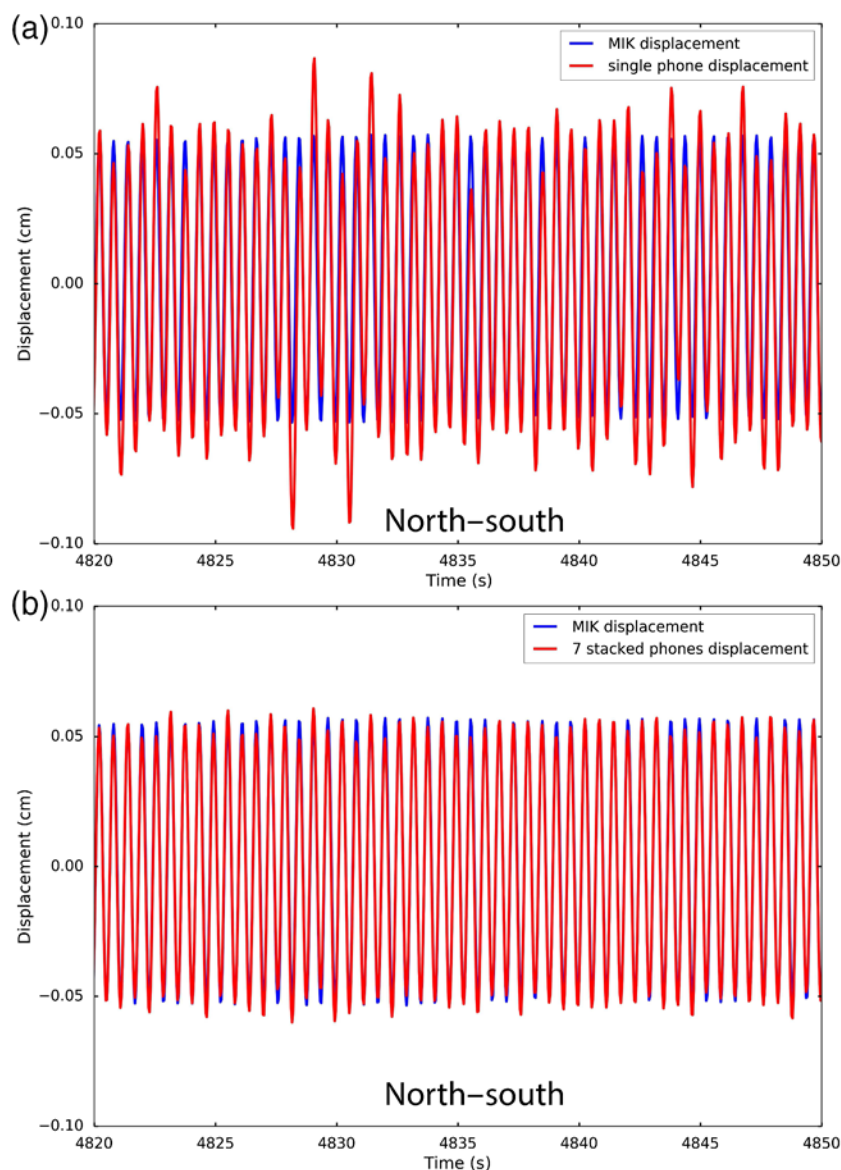 (a)
0.10
MIK displacement
single phone displacement
0.05
Displacement (cm)
0.00
−0.05
North−south
−0.10
4820 4825 4830 4835 4840 4845 4850
Time (s)
(b)
0.10
MIK displacement
7 stacked phones displacement
0.05
Displacement (cm)
0.00
−0.05
North−south
−0.10
4820 4825 4830 4835 4840 4845 4850
Time (s)